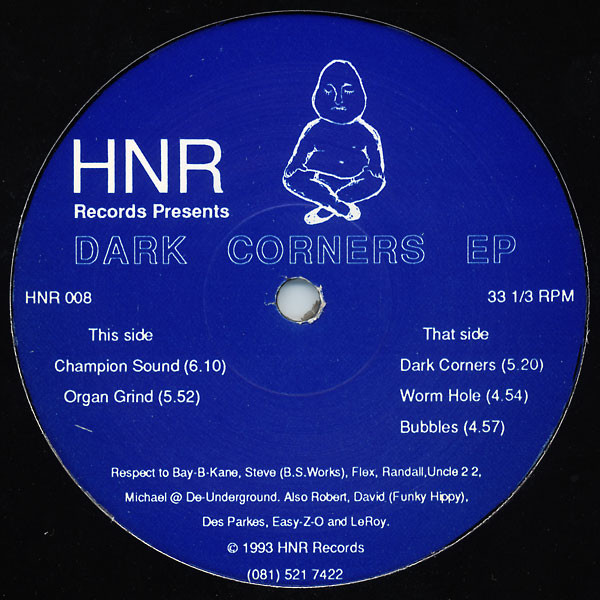 HNR
Records Presents
DARK CORNERS EP
HNR 008
33 1/3 RPM
This side
Champion Sound (6.10)
Organ Grind (5.52)
That side
Dark Corners (5.20)
Worm Hole (4.54)
Bubbles (4.57)
Respect to Bay-B-Kane, Steve (B.S.Works), Flex, Randall,Uncle 2 2,
Michael @ De-Underground. Also Robert, David (Funky Hippy),
Des Parkes, Easy-Z-O and LeRoy.
© 1993 HNR Records
(081) 521 7422